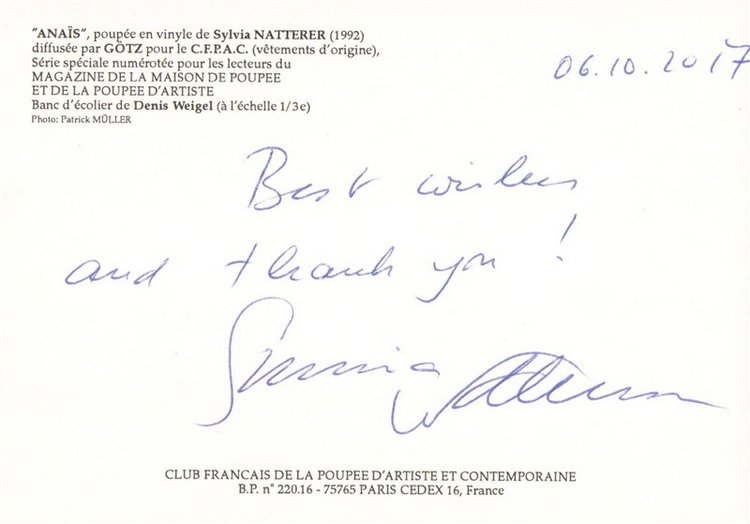 "ANAÏS", poupée en vinyle de Sylvia NATTERER (1992)
diffusée par GÖTZ pour le C.F.P.A.C. (vêtements d'origine),
Série spéciale numérotée pour les lecteurs du
MAGAZINE DE LA MAISON DE POUPEE
ET DE LA POUPEE D'ARTISTE
Banc d'écolier de Denis Weigel (à l'échelle 1/3e)
Photo: Patrick MÜLLER
06.10.2017
Best wishes
and thank you!
Sylvia Natterer
CLUB FRANCAIS DE LA POUPEE D'ARTISTE ET CONTEMPORAINE
B.P. n° 220.16 - 75765 PARIS CEDEX 16, France